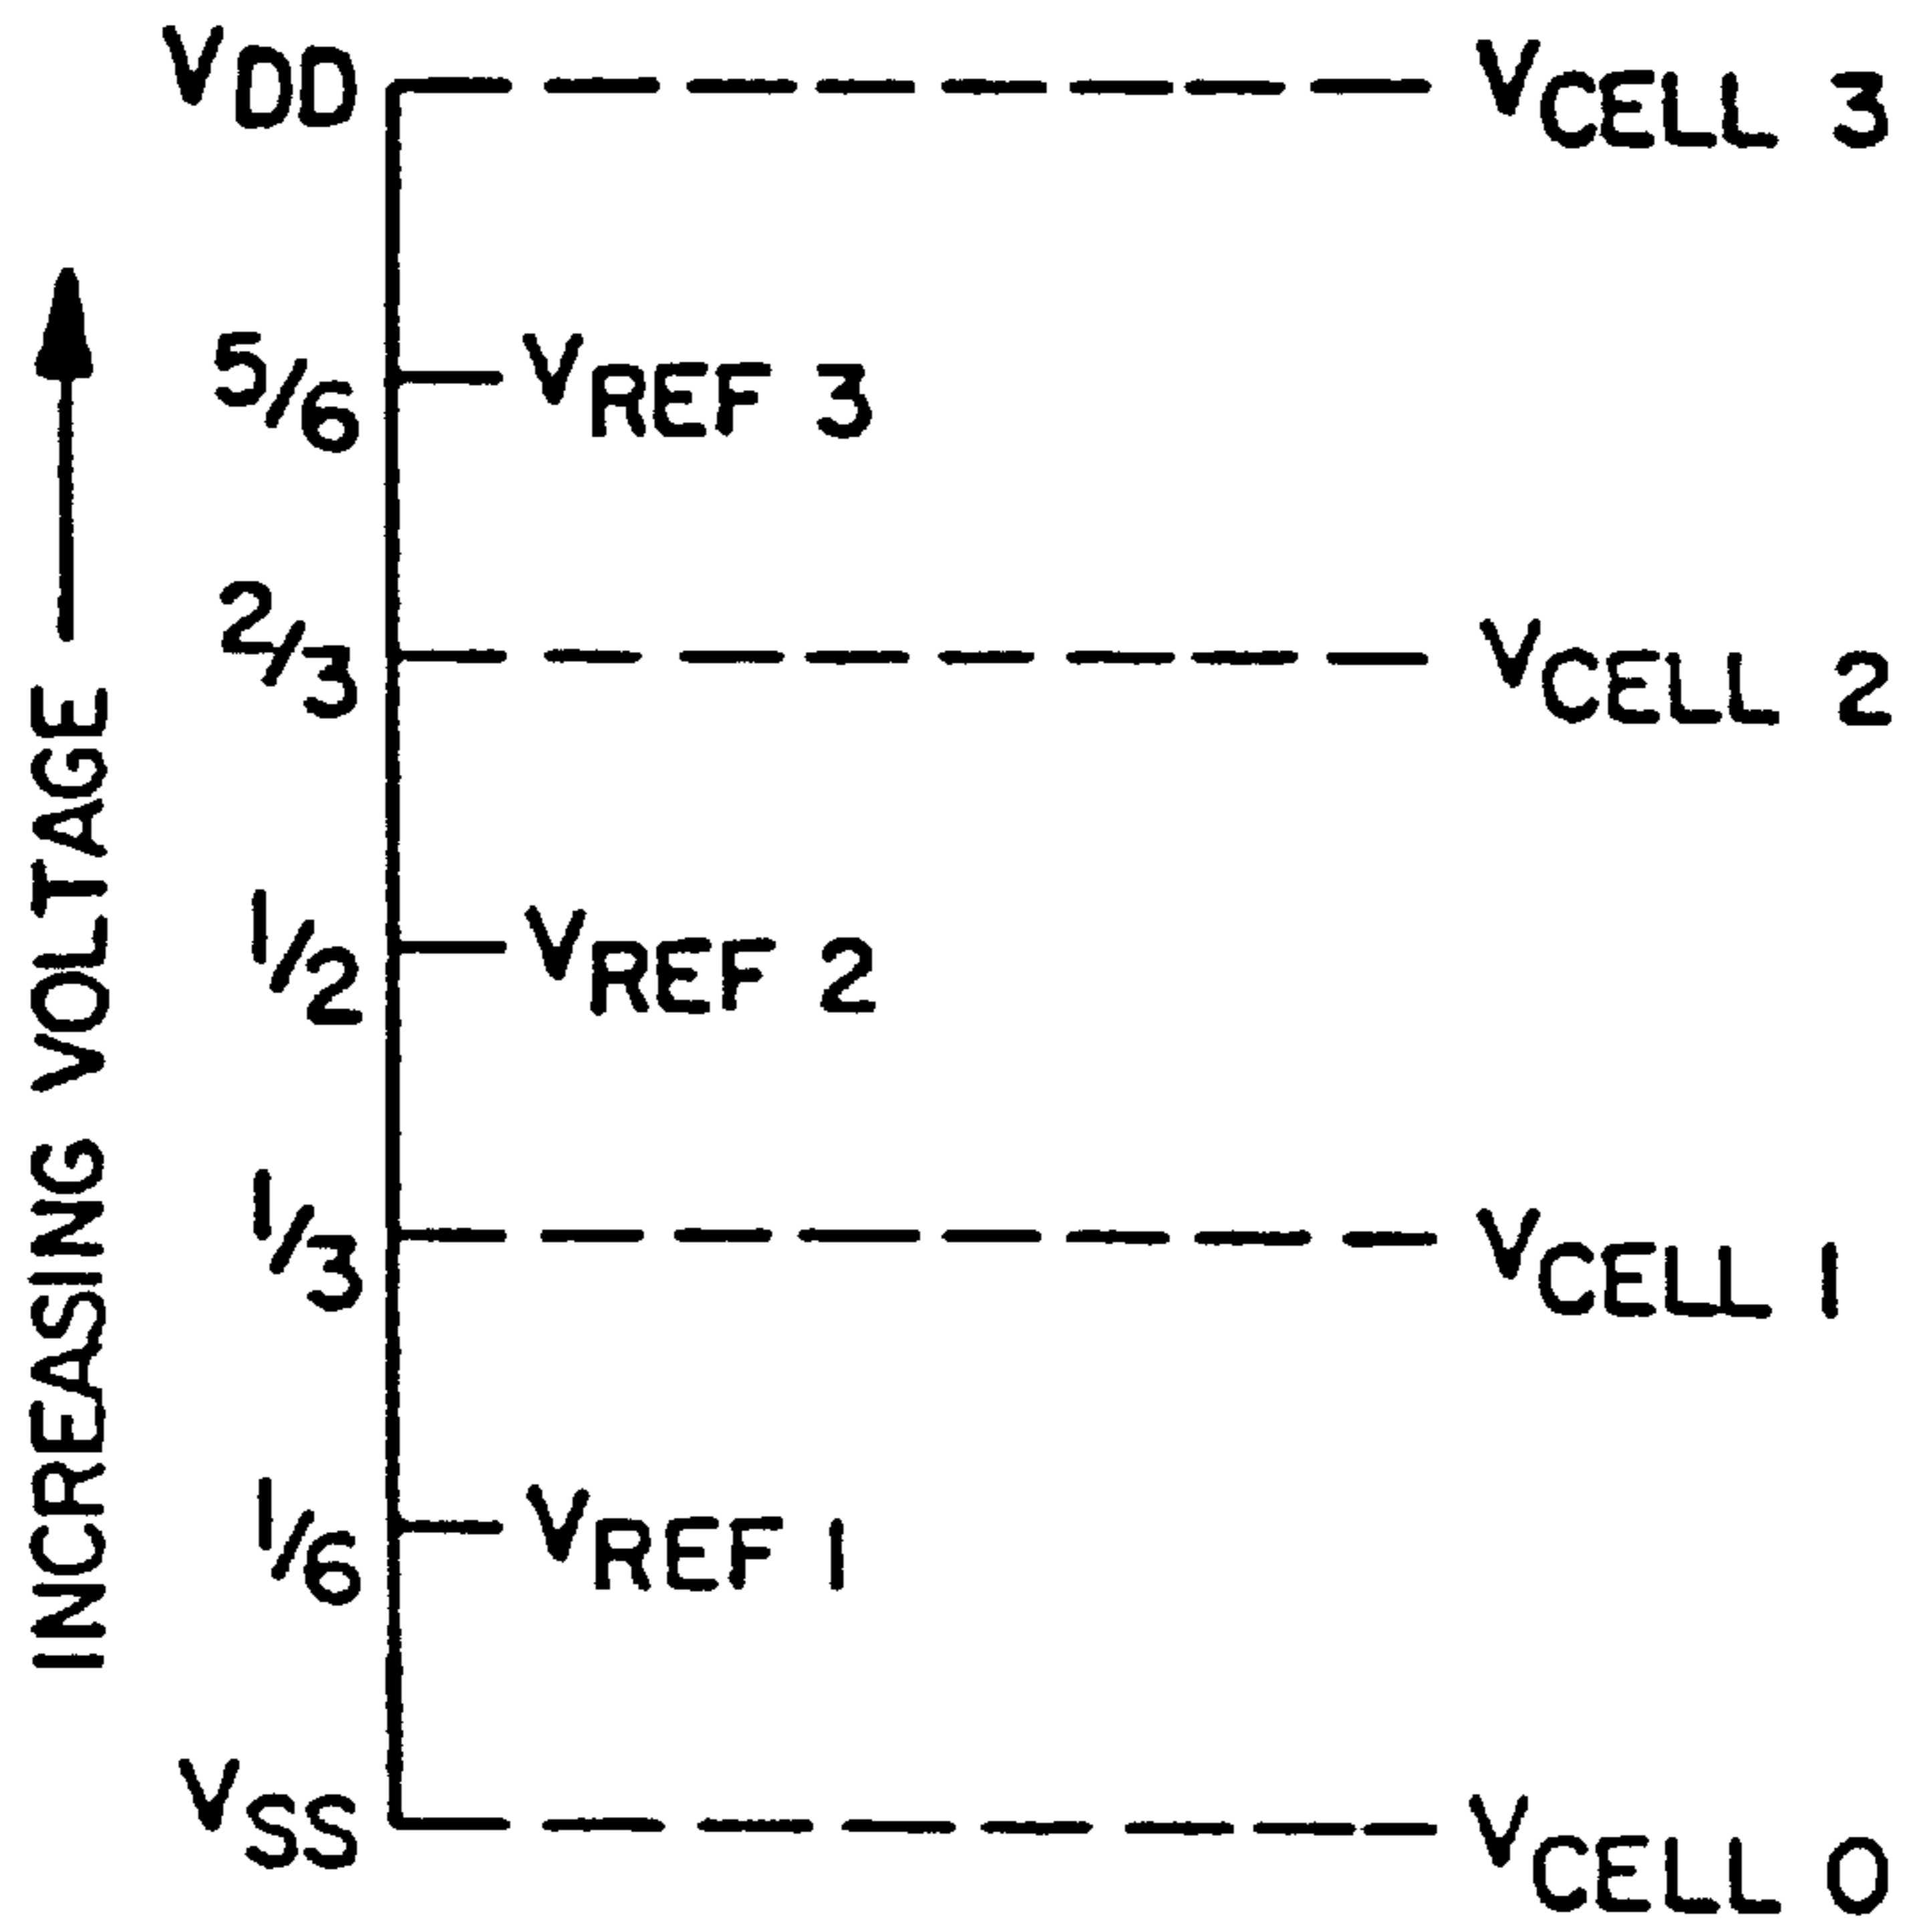 VDD VCELL 3
5/6 VREF 3
2/3 VCELL 2
1/2 VREF 2
1/3 VCELL 1
1/6 VREF 1
VSS VCELL 0
INCREASING VOLTAGE